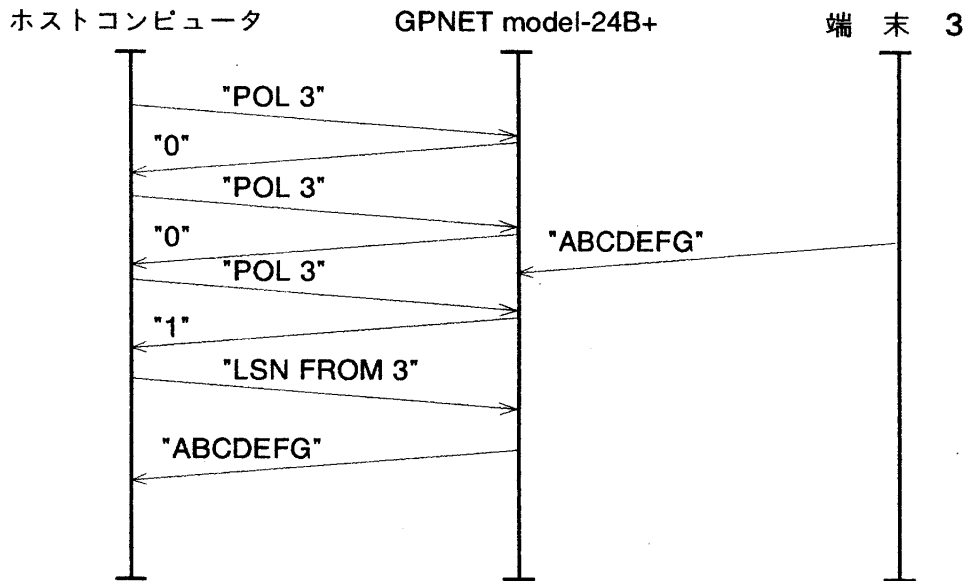 ホストコンピュータ
GPNET model-24B+
端 末 3
"POL 3"
"0"
"POL 3"
"0"
"ABCDEFG"
"POL 3"
"1"
"LSN FROM 3"
"ABCDEFG"